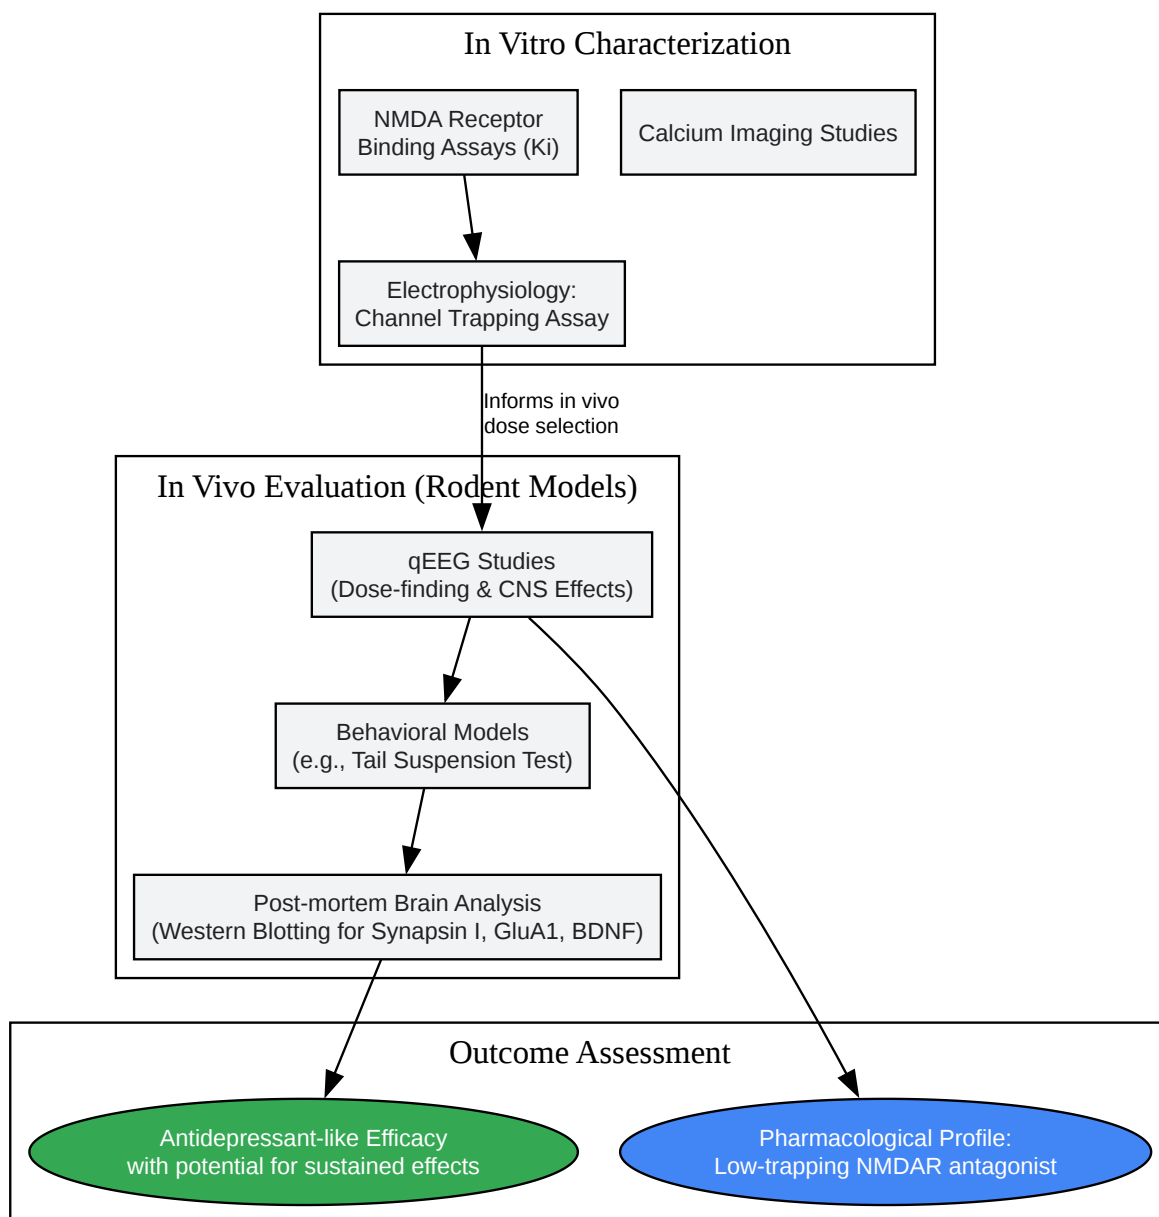 In Vitro Characterization
NMDA Receptor
Binding Assays (Ki)
Calcium Imaging Studies
Electrophysiology:
Channel Trapping Assay
Informs in vivo
dose selection
In Vivo Evaluation (Rodent Models)
qEEG Studies
(Dose-finding & CNS Effects)
Behavioral Models
(e.g., Tail Suspension Test)
Post-mortem Brain Analysis
(Western Blotting for Synapsin I, GluA1, BDNF)
Outcome Assessment
Antidepressant-like Efficacy
with potential for sustained effects
Pharmacological Profile:
Low-trapping NMDAR antagonist